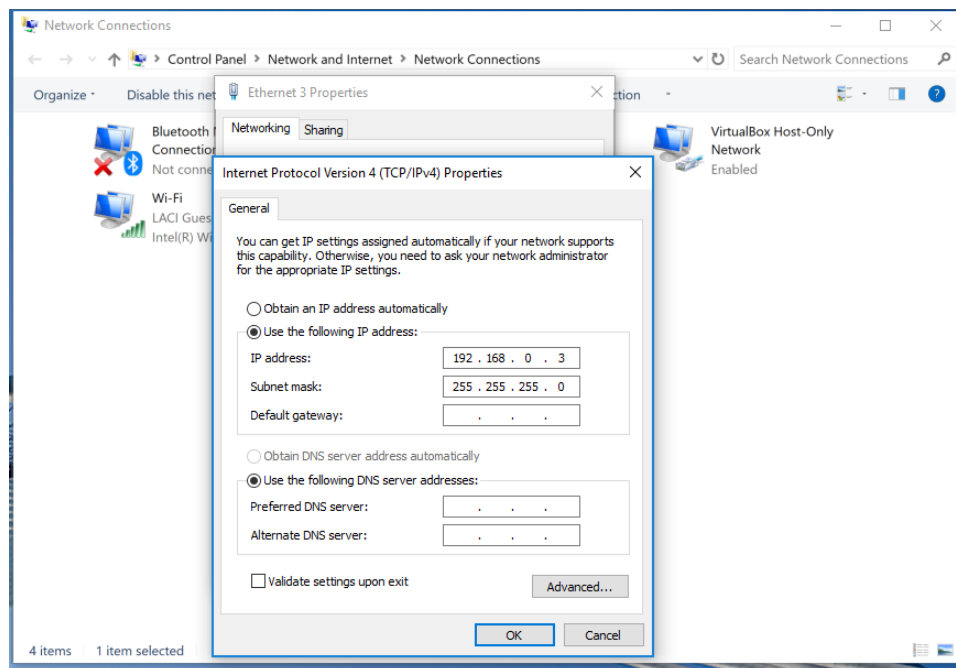 Network Connections
Control Panel > Network and Internet > Network Connections
Search Network Connections
Organize
Disable this net
ction
Ethernet 3 Properties
Networking
Sharing
Bluetooth
Connection
Not conne
Wi-Fi
LACI Gues
Intel(R) Wi
VirtualBox Host-Only
Network
Enabled
Internet Protocol Version 4 (TCP/IPv4) Properties
General
You can get IP settings assigned automatically if your network supports
this capability. Otherwise, you need to ask your network administrator
for the appropriate IP settings.
Obtain an IP address automatically
Use the following IP address:
IP address: 192 . 168 . 0 . 3
Subnet mask: 255 . 255 . 255 . 0
Default gateway: . . .
Obtain DNS server address automatically
Use the following DNS server addresses:
Preferred DNS server: . . .
Alternate DNS server: . . .
Validate settings upon exit
Advanced...
OK
Cancel
4 items
1 item selected